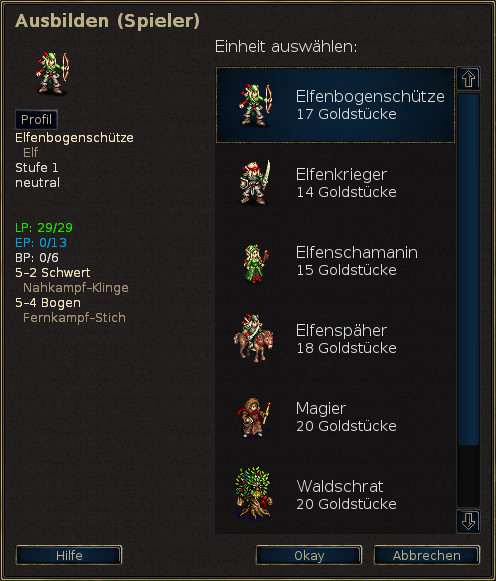 Ausbilden (Spieler)
Einheit auswählen:
Profil
Elfenbogenschütze
Elf
Stufe 1
neutral
LP: 29/29
EP: 0/13
BP: 0/6
5–2 Schwert
Nahkampf–Klinge
5–4 Bogen
Fernkampf–Stich
Elfenbogenschütze
17 Goldstücke
Elfenkrieger
14 Goldstücke
Elfenschamanin
15 Goldstücke
Elfenspäher
18 Goldstücke
Magier
20 Goldstücke
Waldschrat
20 Goldstücke
Hilfe
Okay
Abbrechen